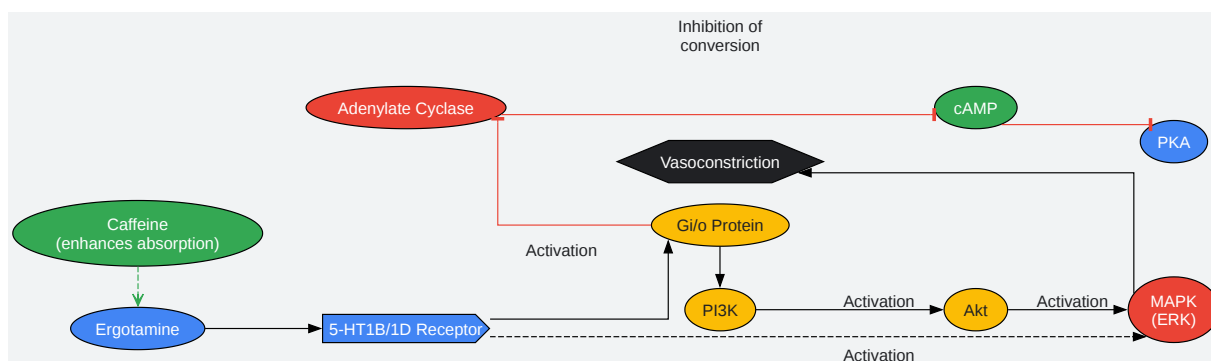 Inhibition of
conversion
Adenylate Cyclase
cAMP
PKA
Vasoconstriction
Caffeine
(enhances absorption)
Gi/o Protein
Activation
Ergotamine
5-HT1B/1D Receptor
PI3K
Activation
Akt
Activation
MAPK
(ERK)
Activation